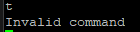 t
Invalid command